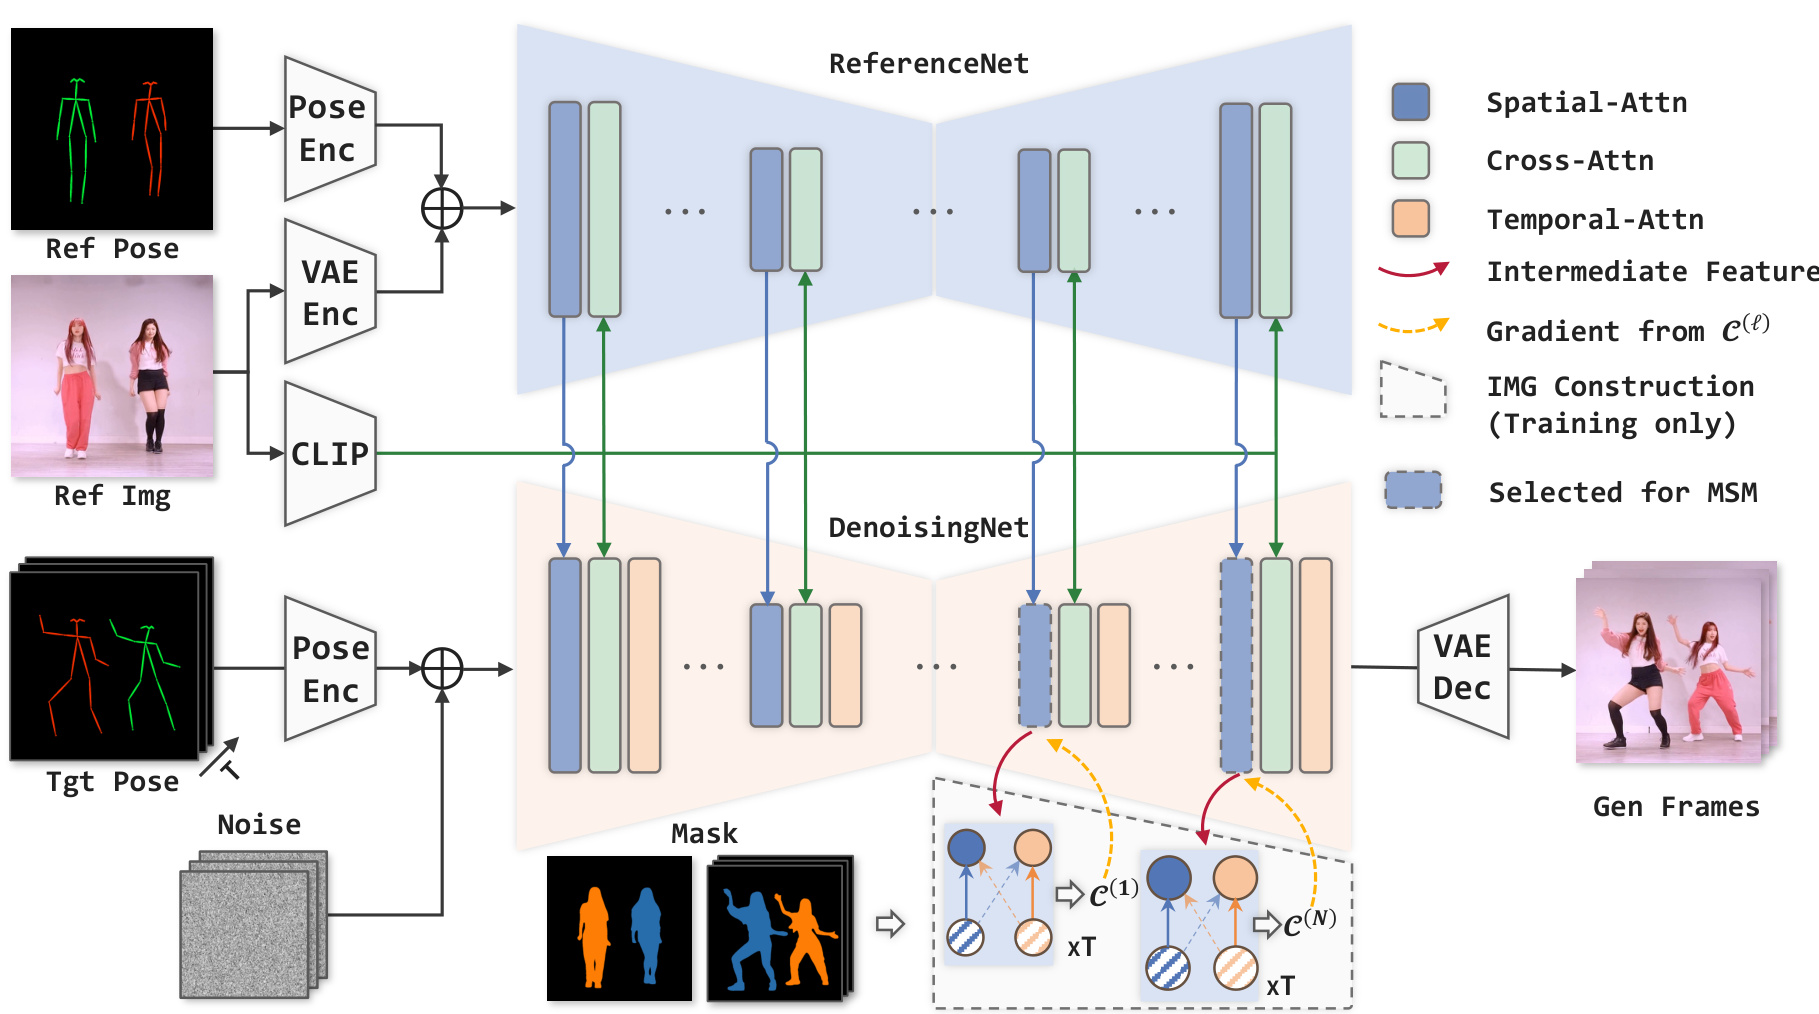 ReferenceNet
Pose
Enc
Ref Pose
VAE
Enc
CLIP
Ref Img
Spatial-Attn
Cross-Attn
Temporal-Attn
Intermediate Feature
Gradient from 𝒞^(ℓ)
IMG Construction
(Training only)
Selected for MSM
DenoisingNet
Pose
Enc
Tgt Pose
T
Noise
Mask
𝒞^(1)
xT
𝒞^(N)
xT
VAE
Dec
Gen Frames